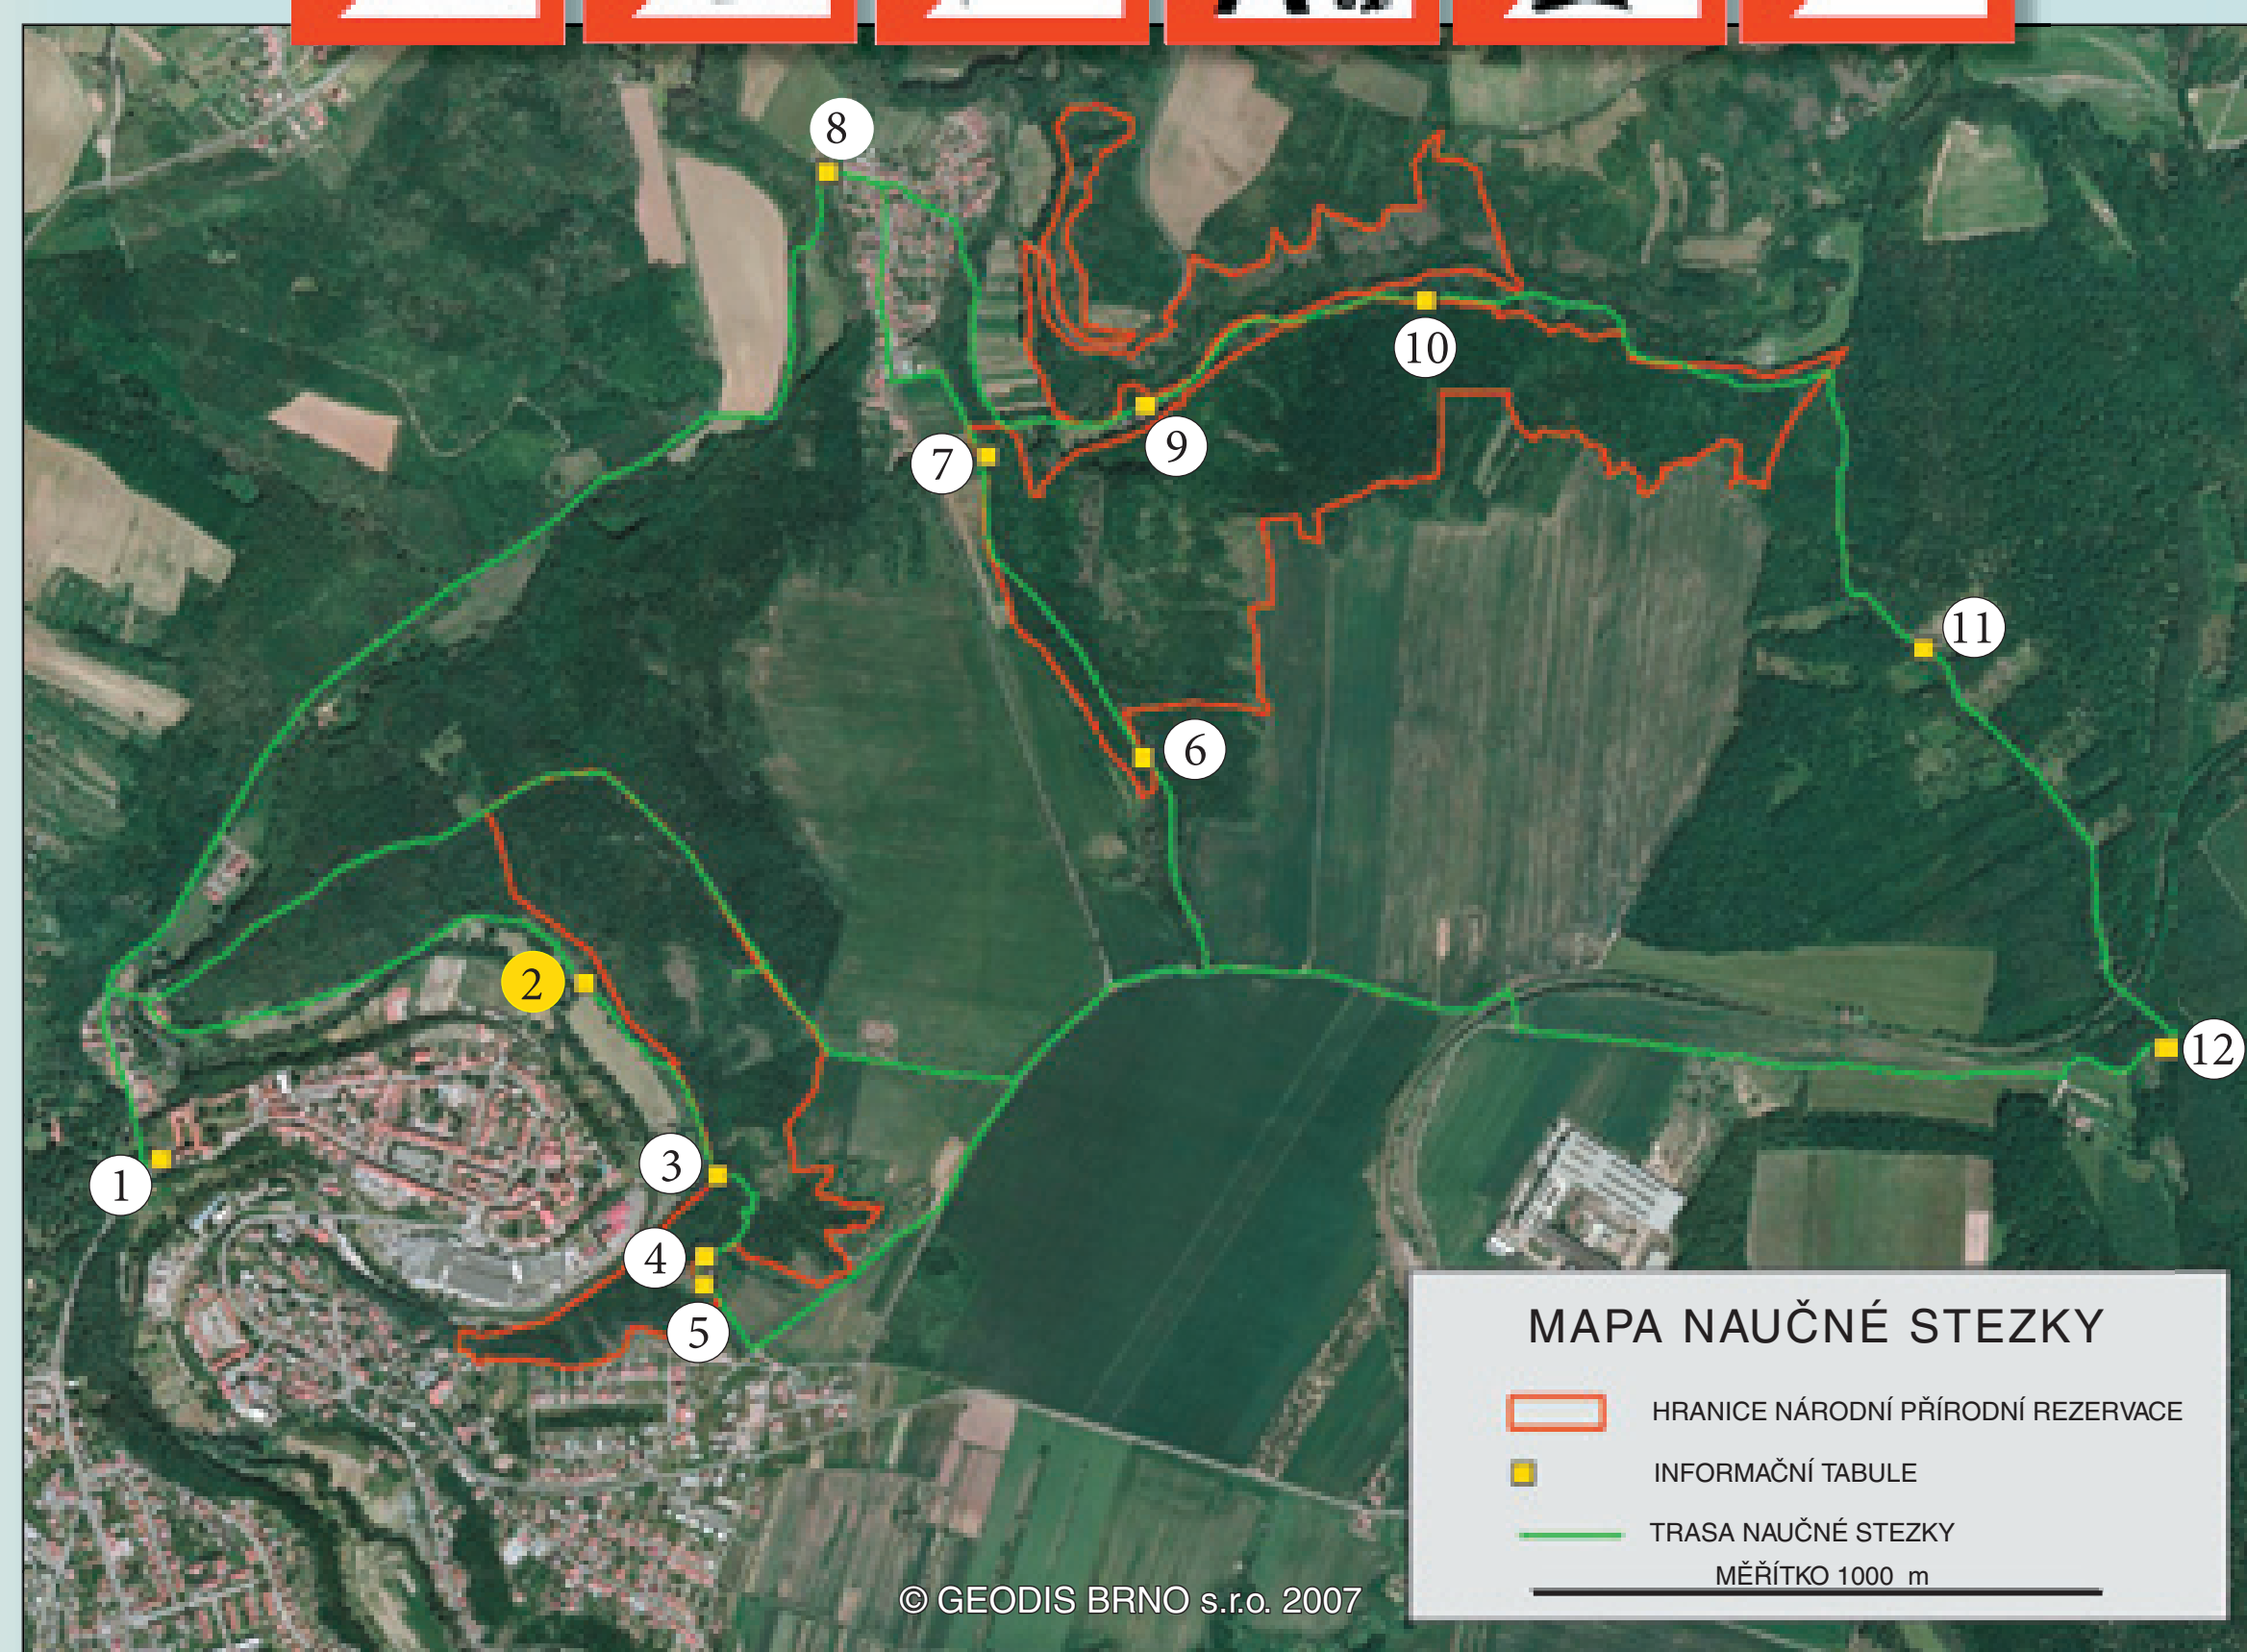 8
10
9
7
11
6
2
12
3
1
4
5
MAPA NAUČNÉ STEZKY
HRANICE NÁRODNÍ PŘÍRODNÍ REZERVACE
INFORMAČNÍ TABULE
TRASA NAUČNÉ STEZKY
MĚŘÍTKO 1000 m
© GEODIS BRNO s.r.o. 2007